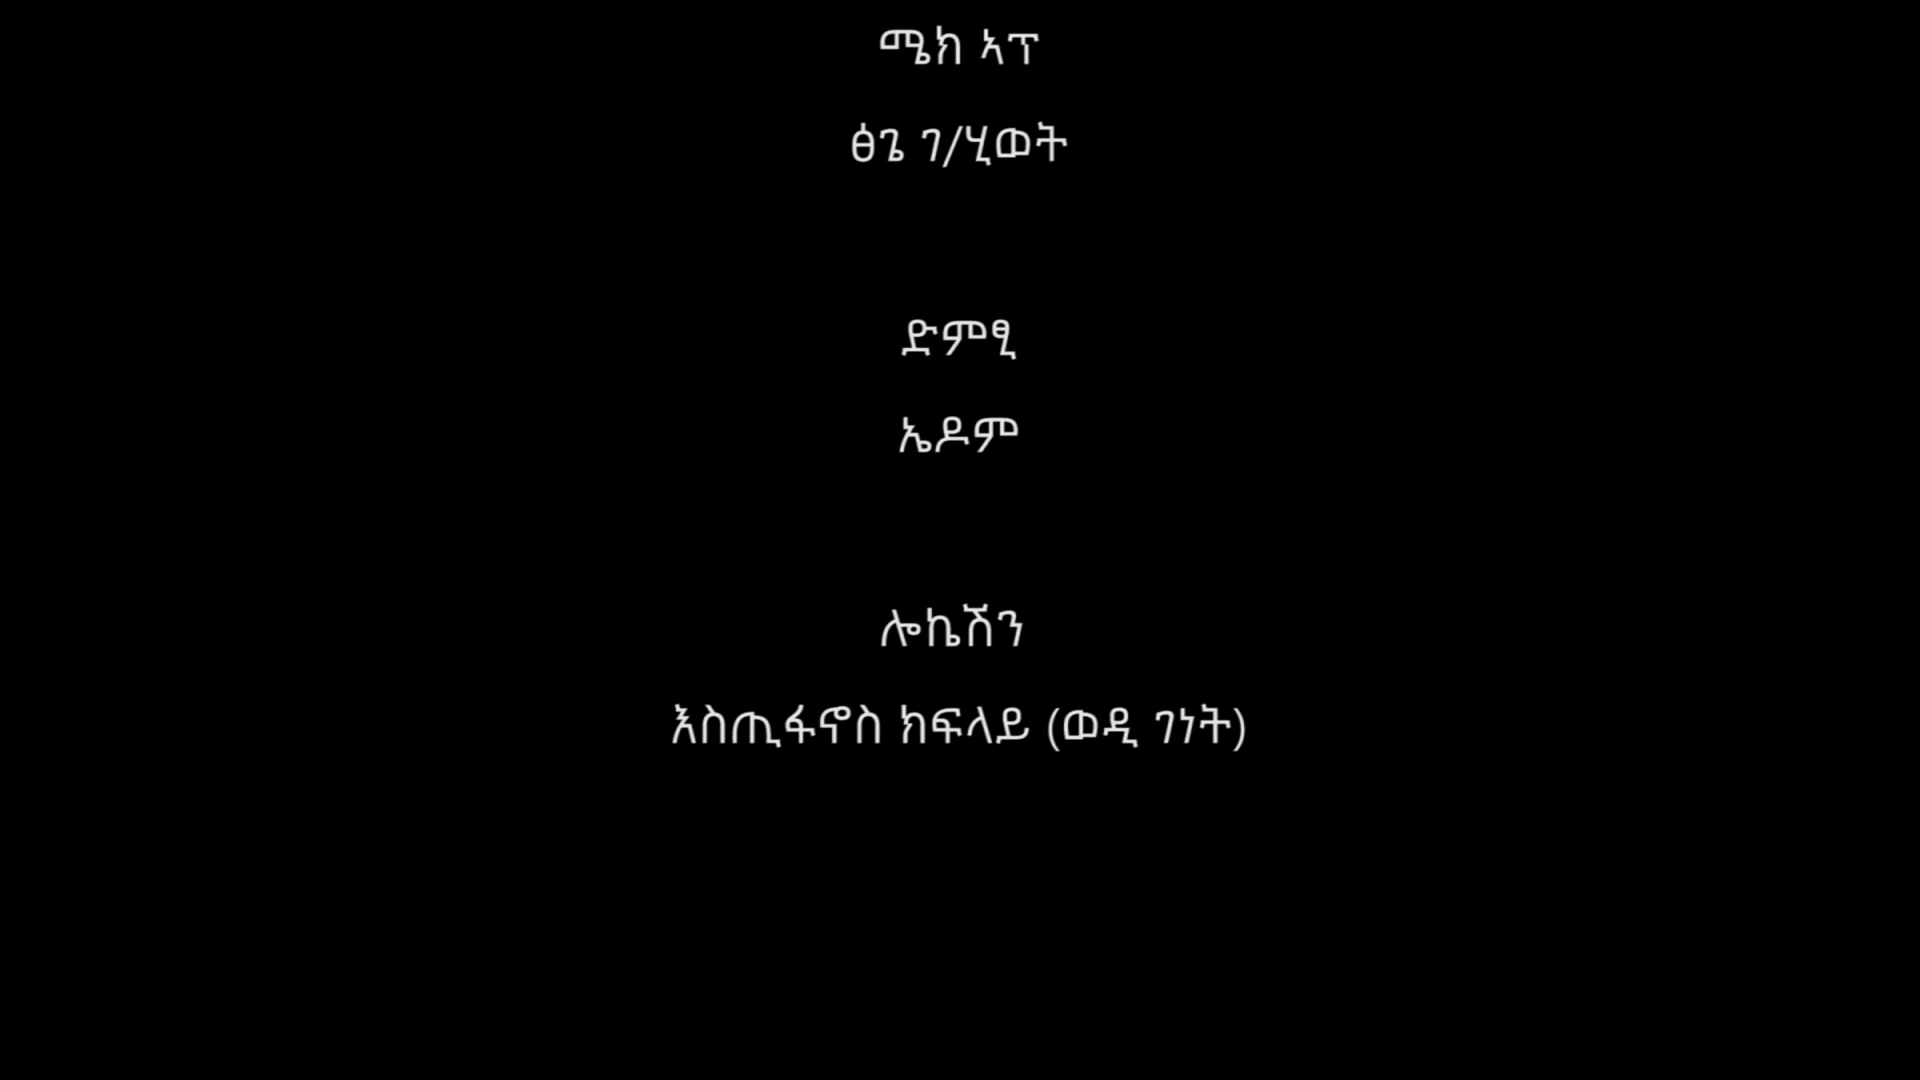 ሜክ ኣፕ
ፅጌ ገ/ሂወት
ድምፂ
ኤዶም
ሎኬሽን
እስጢፋኖስ ክፍላይ (ወዲ ገነት)